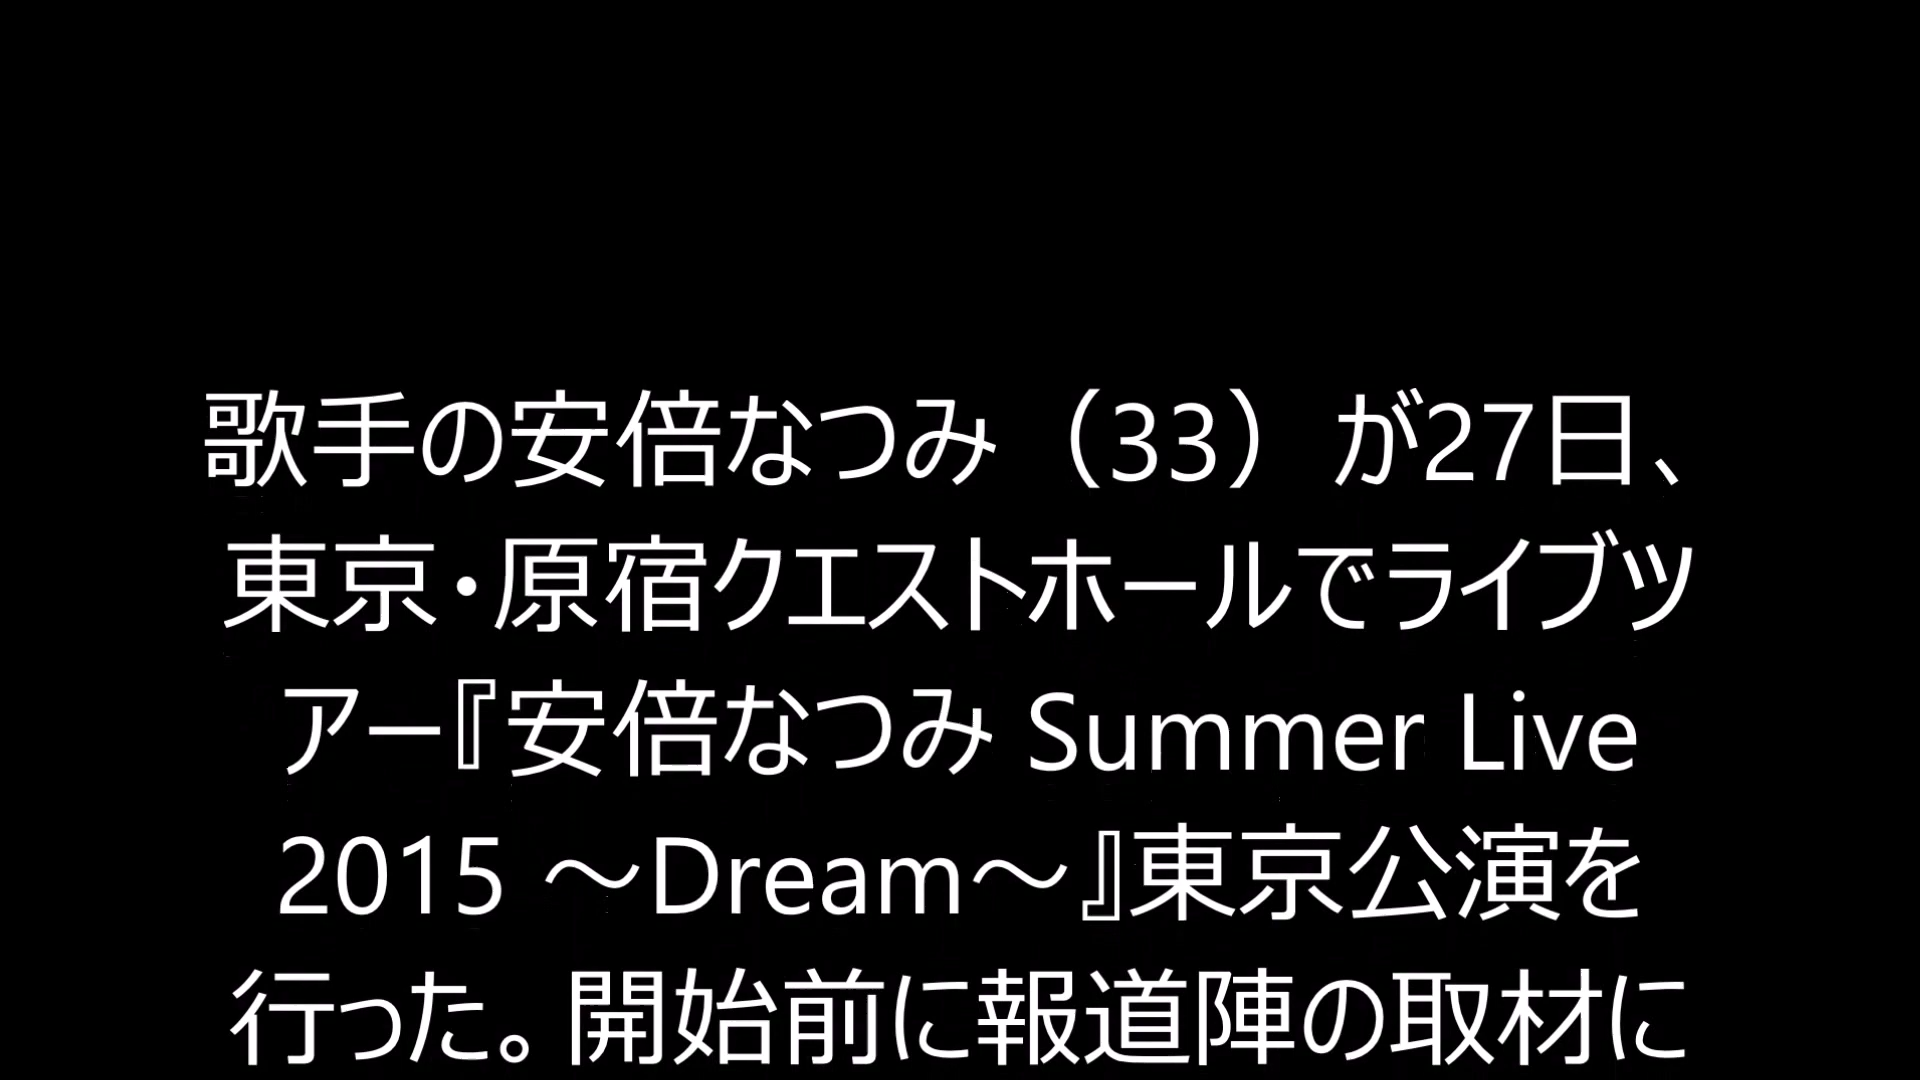 歌手の安倍なつみ（33）が27日、
東京・原宿クエストホールでライブツ
アー『安倍なつみ Summer Live
2015 ～Dream～』東京公演を
行った。開始前に報道陣の取材に